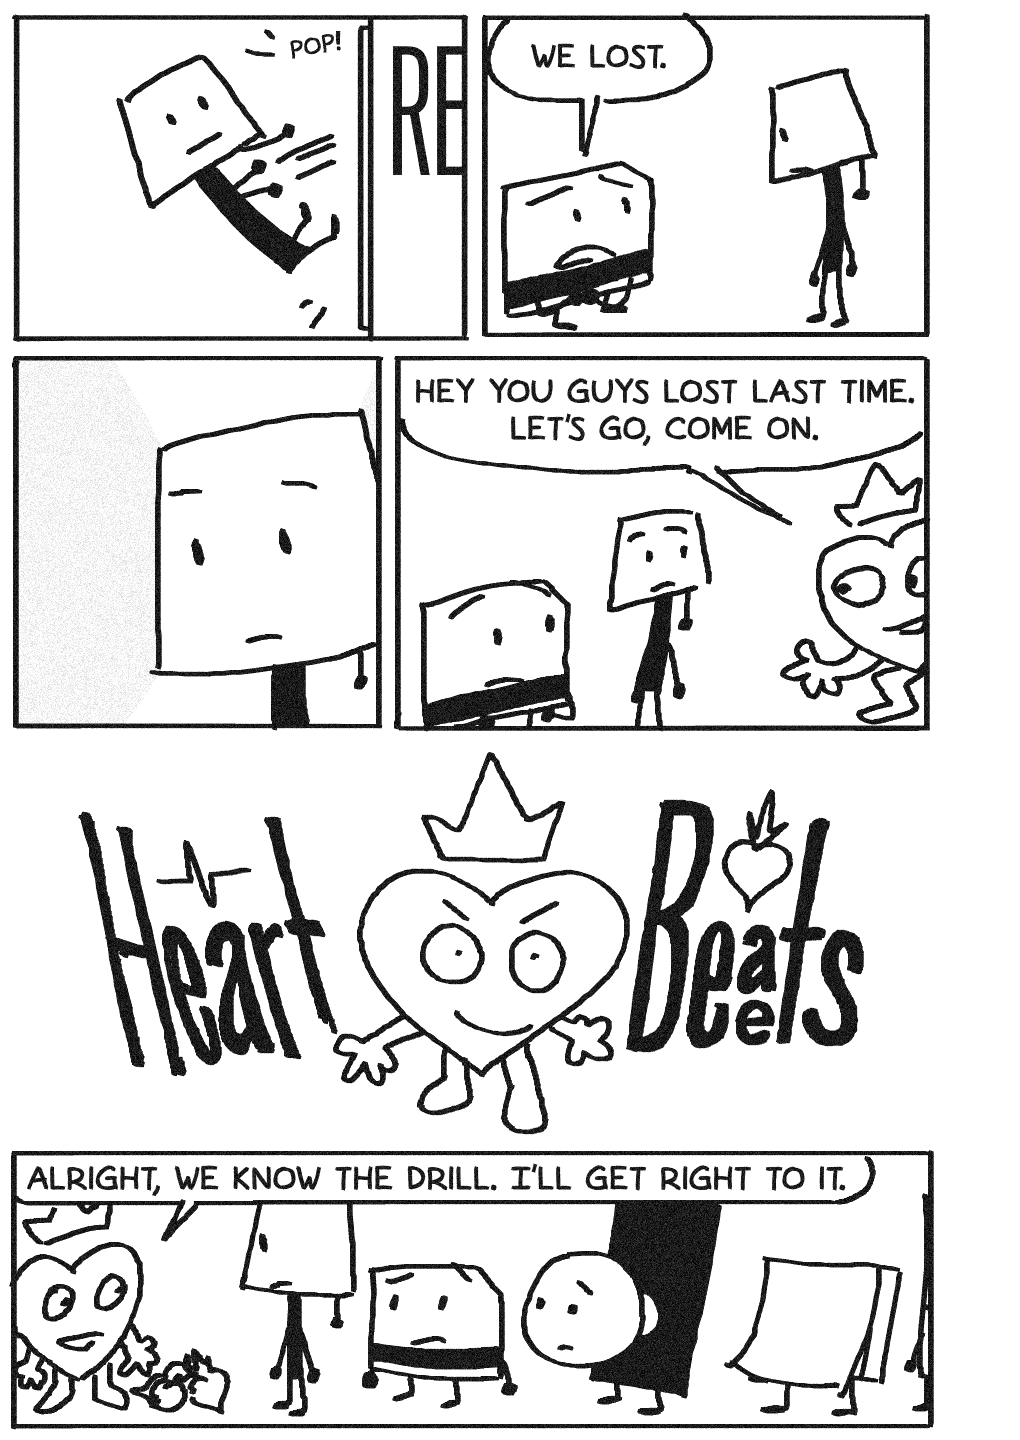 POP!
RE
WE LOST.
HEY YOU GUYS LOST LAST TIME.
LET'S GO, COME ON.
Heart Beats
e
ALRIGHT, WE KNOW THE DRILL. I'LL GET RIGHT TO IT.